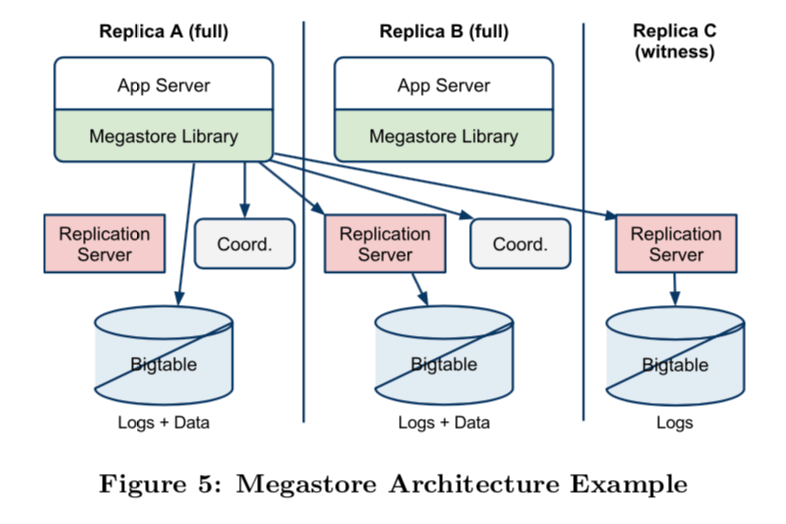 Replica A (full)
Replica B (full)
Replica C
(witness)
App Server
Megastore Library
App Server
Megastore Library
Replication
Server
Coord.
Replication
Server
Coord.
Replication
Server
Bigtable
Bigtable
Bigtable
Logs + Data
Logs + Data
Logs
Figure 5: Megastore Architecture Example